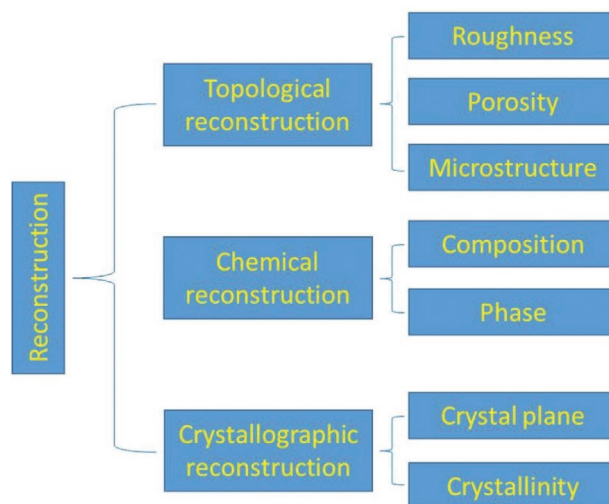 Reconstruction
Topological
reconstruction
Roughness
Porosity
Microstructure
Chemical
reconstruction
Composition
Phase
Crystallographic
reconstruction
Crystal plane
Crystallinity